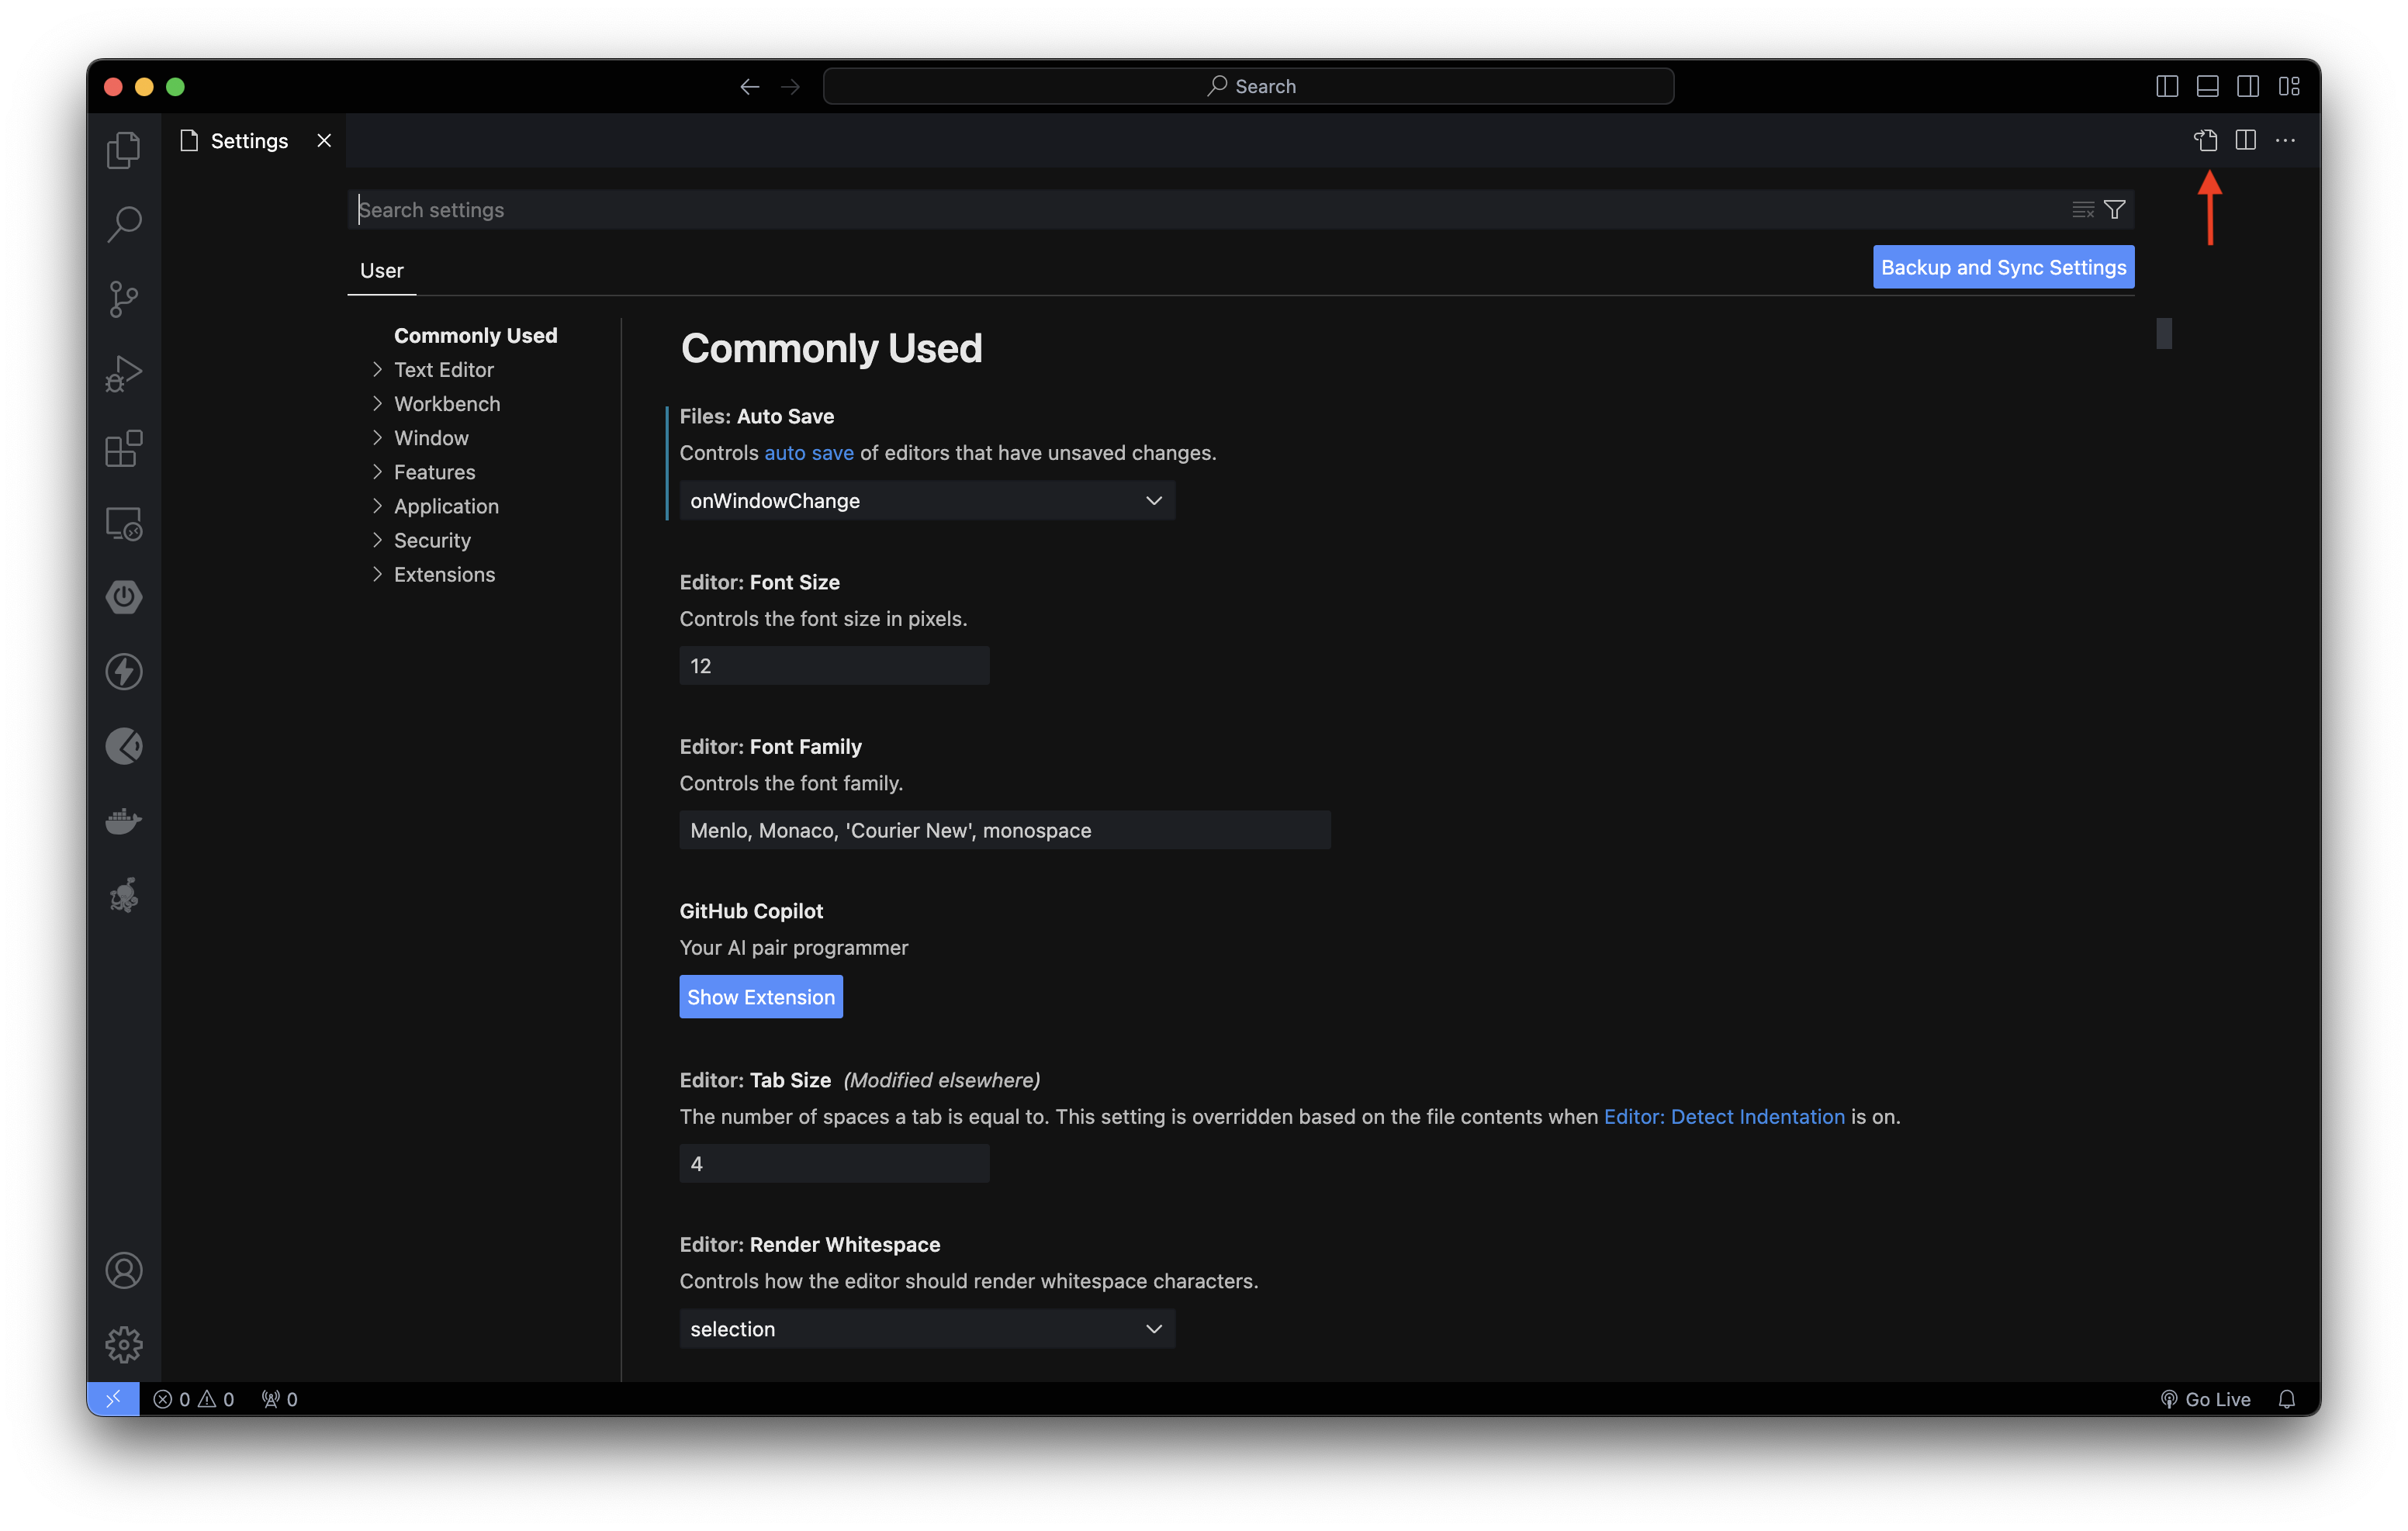 Search
Settings
Search settings
User
Backup and Sync Settings
Commonly Used
Text Editor
Workbench
Window
Features
Application
Security
Extensions
Commonly Used
Files: Auto Save
Controls auto save of editors that have unsaved changes.
onWindowChange
Editor: Font Size
Controls the font size in pixels.
12
Editor: Font Family
Controls the font family.
Menlo, Monaco, 'Courier New', monospace
GitHub Copilot
Your AI pair programmer
Show Extension
Editor: Tab Size (Modified elsewhere)
The number of spaces a tab is equal to. This setting is overridden based on the file contents when Editor: Detect Indentation is on.
4
Editor: Render Whitespace
Controls how the editor should render whitespace characters.
selection
0 0 0 Go Live